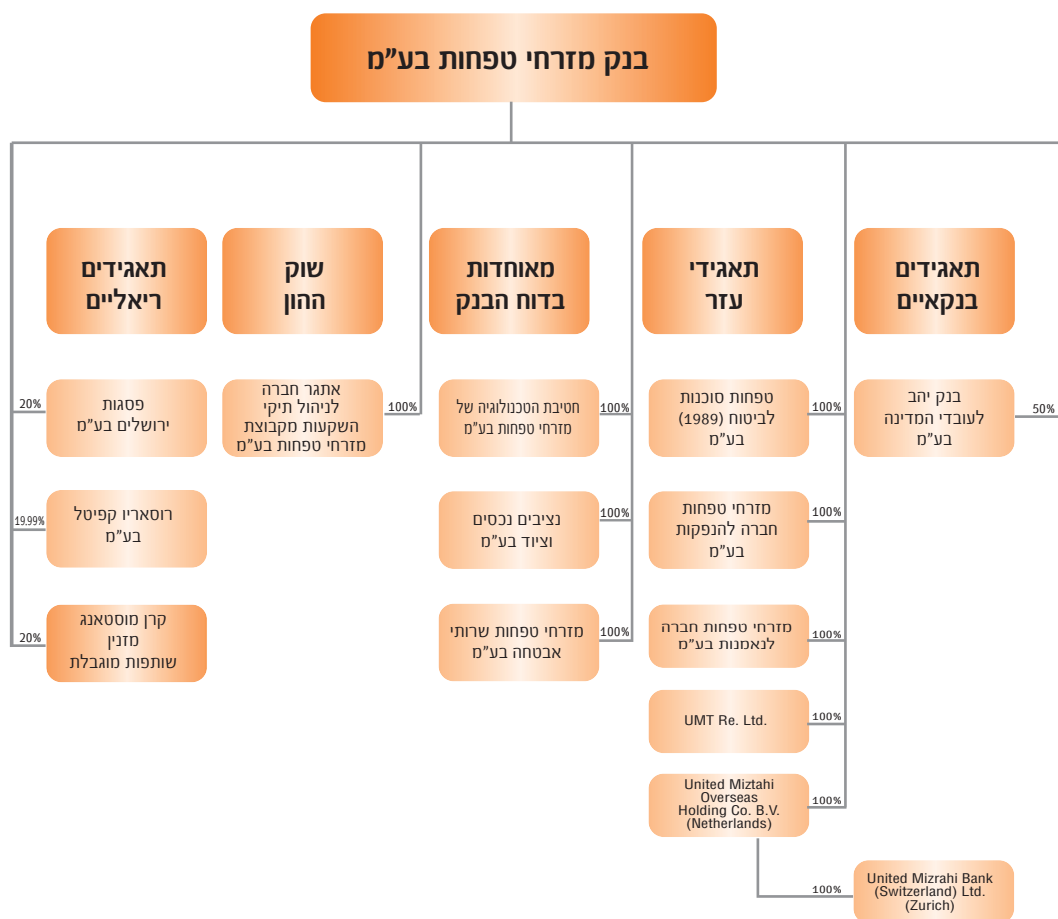 בנק מזרחי טפחות בע"מ
תאגידים
בנקאיים
בנק יהב
לעובדי המדינה
בע"מ
50%
תאגידי
עזר
טפחות סוכנות
לביטוח (1989)
בע"מ
100%
מזרחי טפחות
חברה להנפקות
בע"מ
100%
מזרחי טפחות חברה
לנאמנות בע"מ
100%
UMT Re. Ltd.
100%
United Miztahi
Overseas
Holding Co. B.V.
(Netherlands)
100%
United Mizrahi Bank
(Switzerland) Ltd.
(Zurich)
100%
מאוחדות
בדוח הבנק
חטיבת הטכנולוגיה של
מזרחי טפחות בע"מ
100%
נציבים נכסים
וציוד בע"מ
100%
מזרחי טפחות שרותי
אבטחה בע"מ
100%
שוק
ההון
אתגר חברה
לניהול תיקי
השקעות מקבוצת
מזרחי טפחות בע"מ
100%
תאגידים
ריאליים
פסגות
ירושלים בע"מ
20%
רוסאריו קפיטל
בע"מ
19.99%
קרן מוסטאנג
מזנין
שותפות מוגבלת
20%